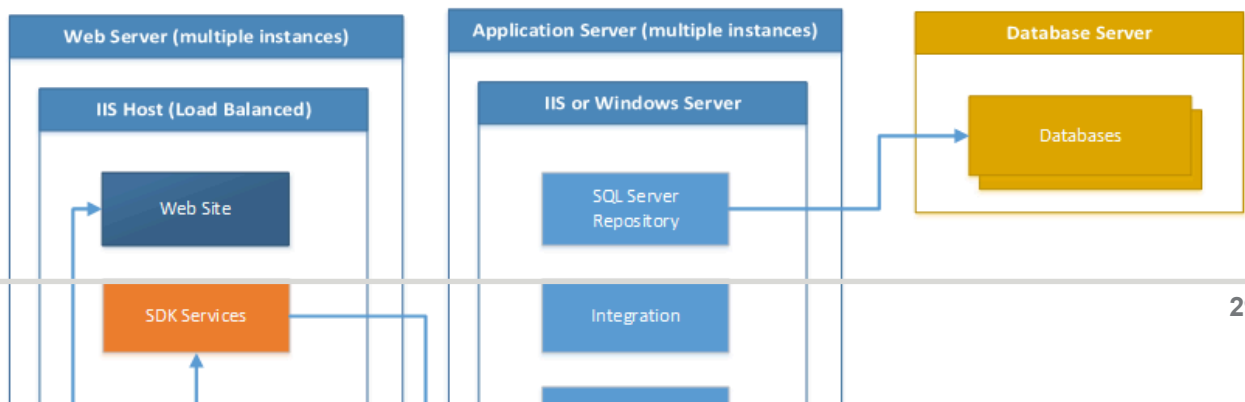 Web Server (multiple instances)
IIS Host (Load Balanced)
Web Site
SDK Services
Application Server (multiple instances)
IIS or Windows Server
SQL Server
Repository
Integration
Database Server
Databases
2